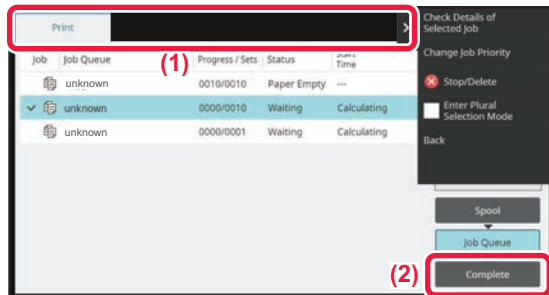 Print
Check Details of
Selected Job
Change Job Priority
Stop/Delete
Enter Plural
Selection Mode
Back
(1)
Job Job Queue Progress / Sets Status Start
Time
unknown 0010/0010 Paper Empty ---
unknown 0000/0010 Waiting Calculating
unknown 0000/0001 Waiting Calculating
Spool
Job Queue
(2)
Complete